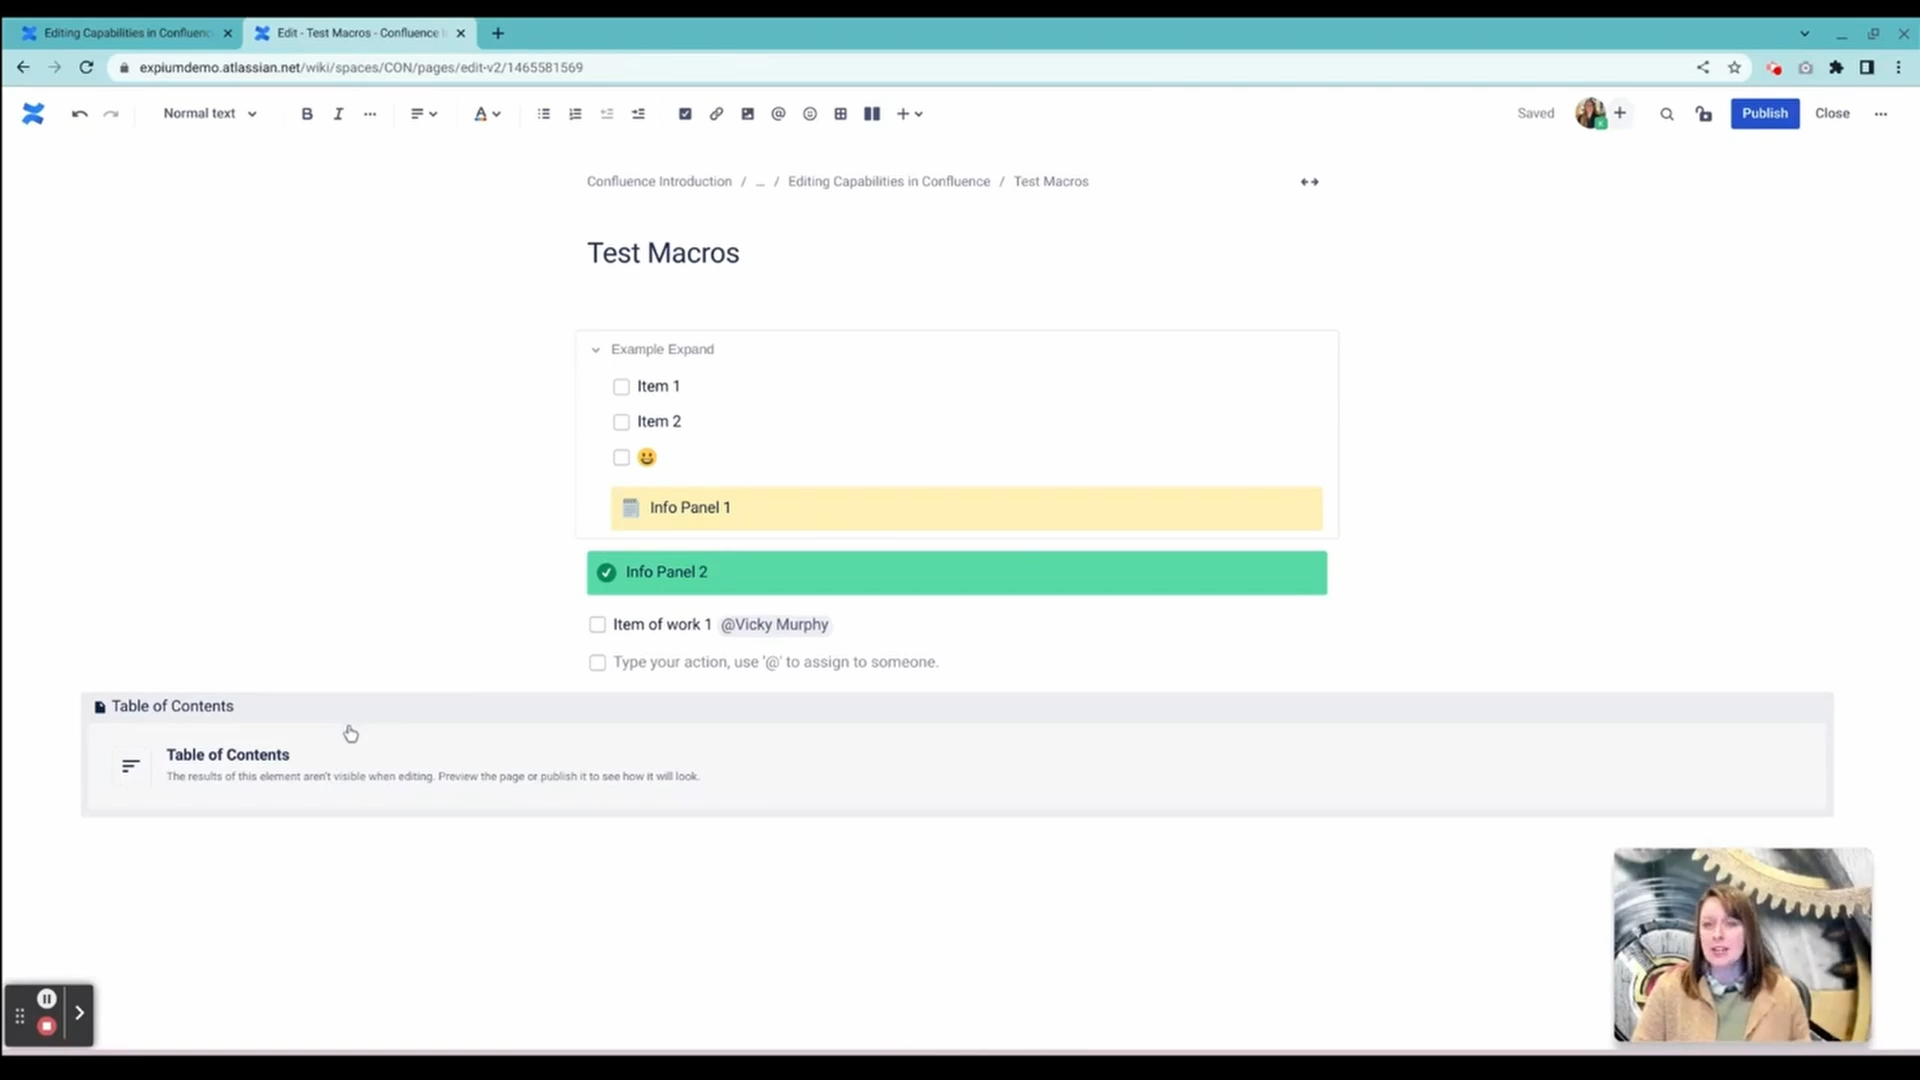 Editing Capabilities in Confluenc
Edit - Test Macros - Confluence
expiumdemo.atlassian.net/wiki/spaces/CON/pages/edit-v2/1465581569
Normal text
B
I
A
Saved
Publish
Close
Confluence Introduction / ... / Editing Capabilities in Confluence / Test Macros
Test Macros
Example Expand
Item 1
Item 2
Info Panel 1
Info Panel 2
Item of work 1 @Vicky Murphy
Type your action, use '@' to assign to someone.
Table of Contents
Table of Contents
The results of this element aren't visible when editing. Preview the page or publish it to see how it will look.